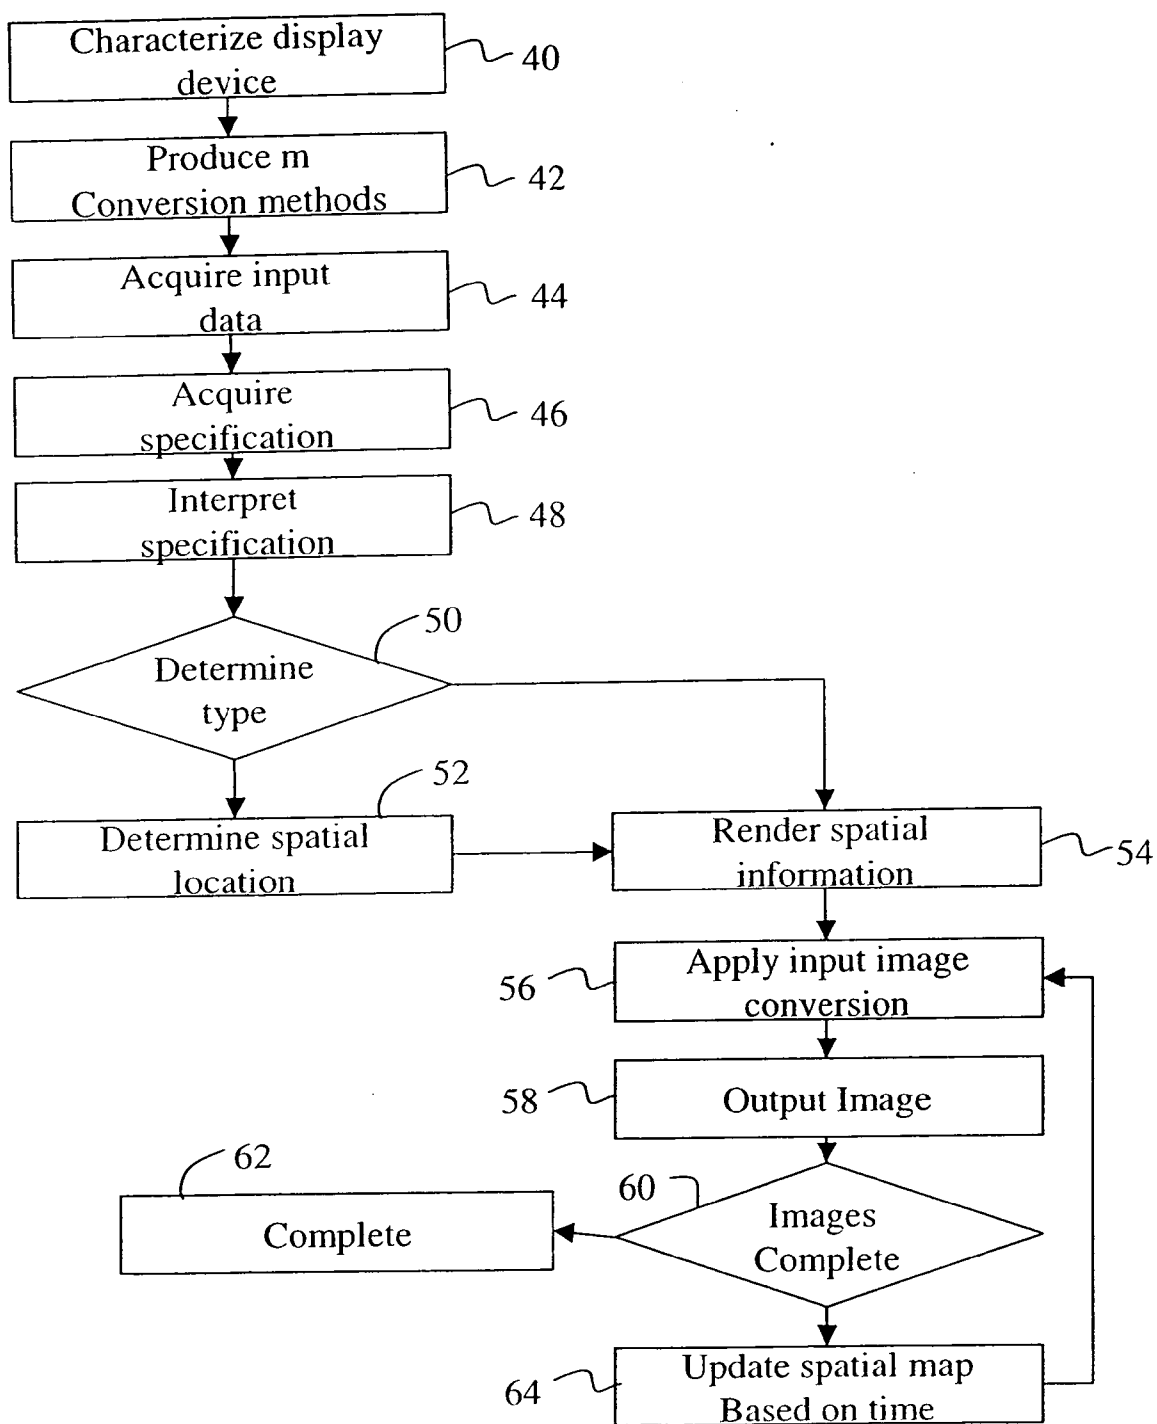 Characterize display
device
40
Produce m
Conversion methods
42
Acquire input
data
44
Acquire
specification
46
Interpret
specification
48
Determine
type
50
Determine spatial
location
52
Render spatial
information
54
Apply input image
conversion
56
Output Image
58
Images
Complete
60
Complete
62
Update spatial map
Based on time
64